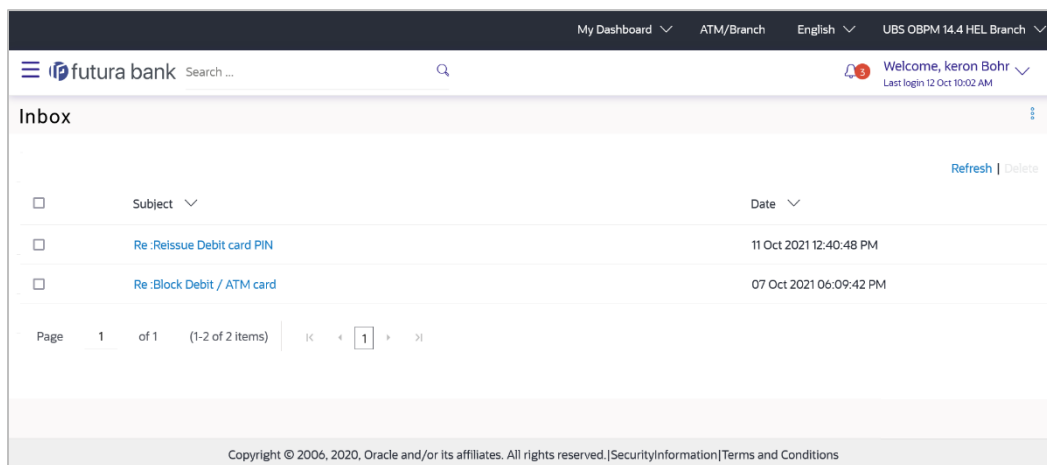 My Dashboard ATM/Branch English UBS OBPM 14.4 HEL Branch
futura bank Search ... 3 Welcome, keron Bohr
Last login 12 Oct 10:02 AM
Inbox
Refresh | Delete
Subject Date
Re :Reissue Debit card PIN 11 Oct 2021 12:40:48 PM
Re :Block Debit / ATM card 07 Oct 2021 06:09:42 PM
Page 1 of 1 (1-2 of 2 items) 1
Copyright © 2006, 2020, Oracle and/or its affiliates. All rights reserved.|SecurityInformation|Terms and Conditions